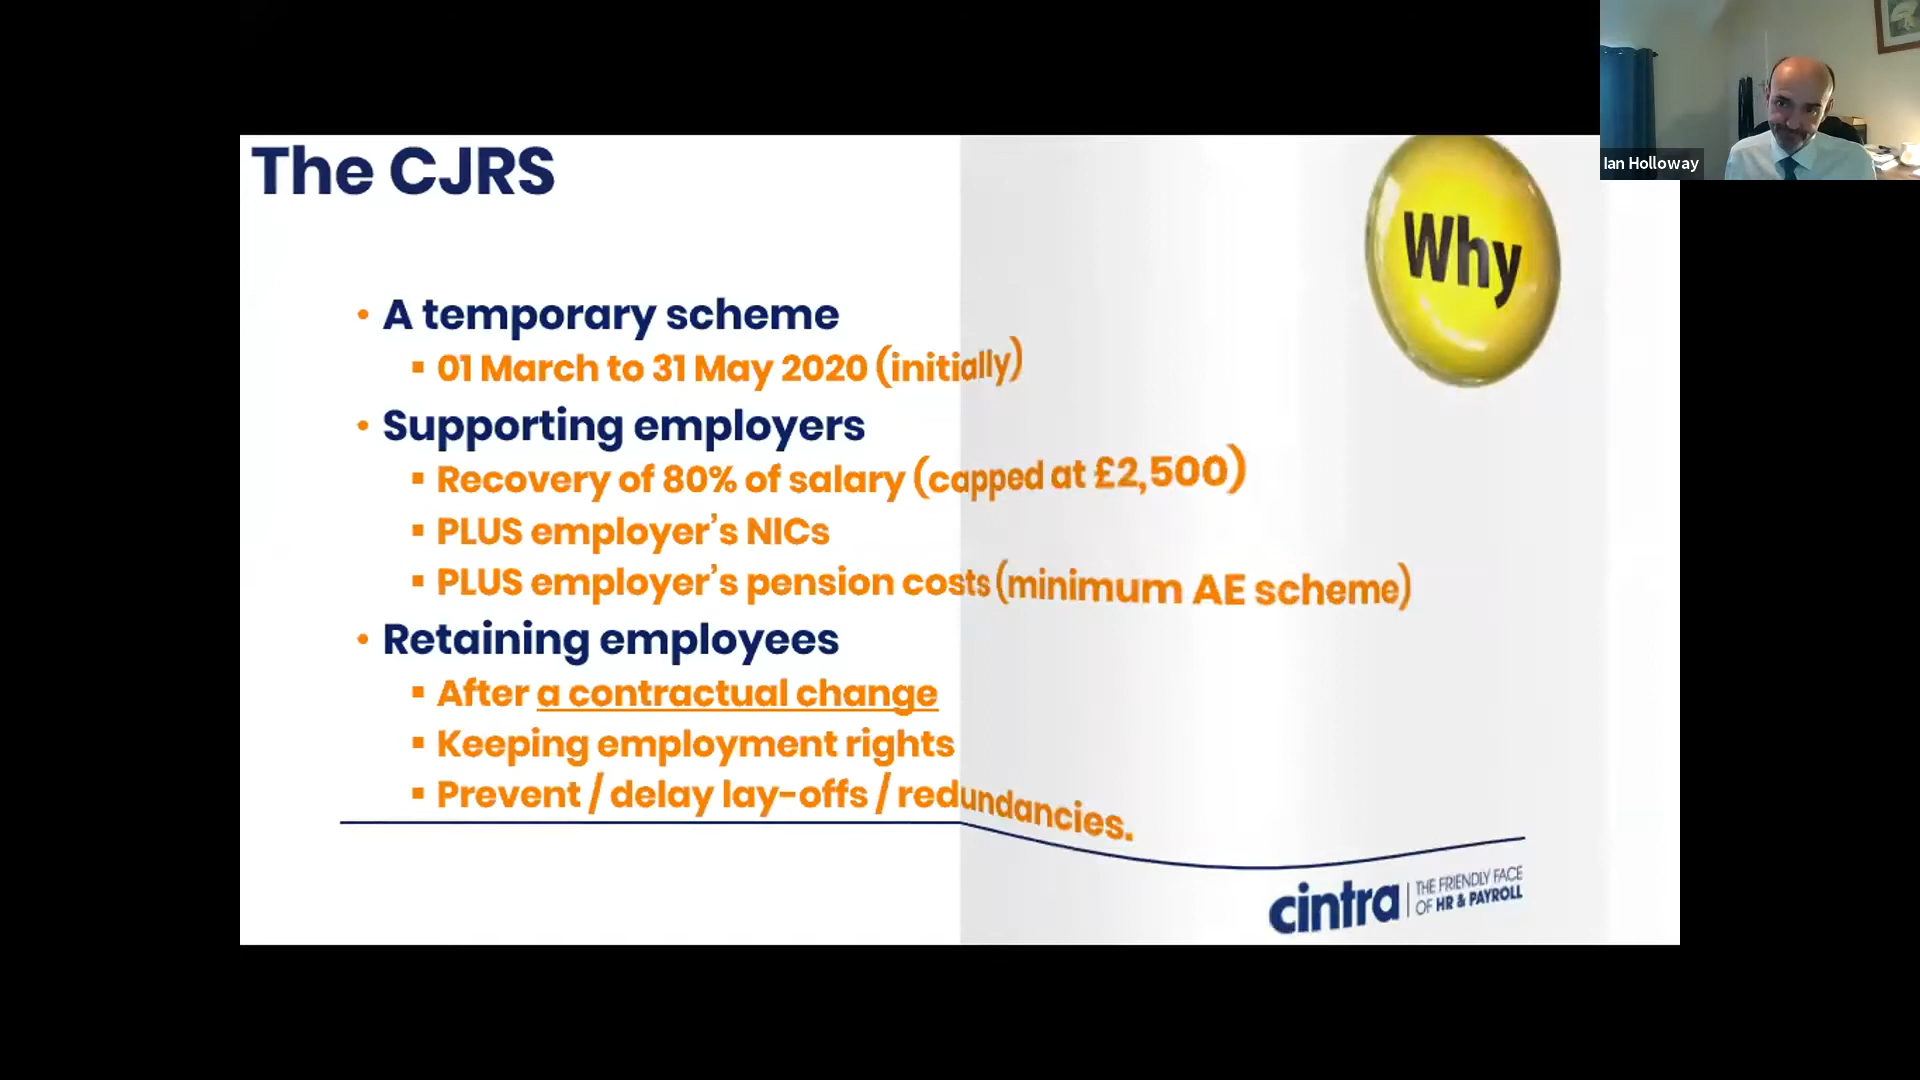 Ian Holloway
The CJRS
Why
• A temporary scheme
▪ 01 March to 31 May 2020 (initially)
• Supporting employers
▪ Recovery of 80% of salary (capped at £2,500)
▪ PLUS employer’s NICs
▪ PLUS employer’s pension costs (minimum AE scheme)
• Retaining employees
▪ After a contractual change
▪ Keeping employment rights
▪ Prevent / delay lay-offs / redundancies.
cintra
THE FRIENDLY FACE
OF HR & PAYROLL